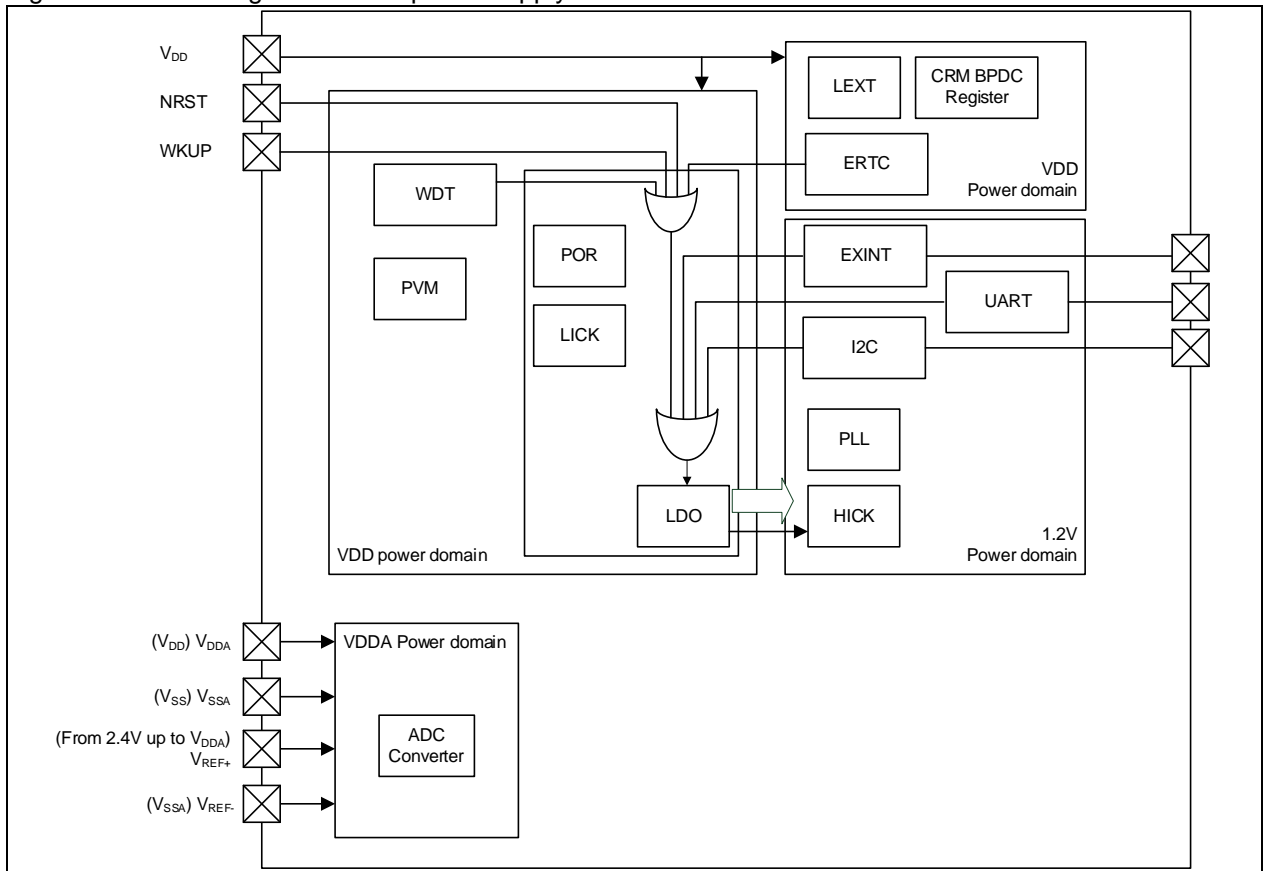 V_DD
NRST
WKUP
LEXT
CRM BPDC
Register
ERTC
VDD
Power domain
WDT
PVM
POR
LICK
EXINT
UART
I2C
PLL
HICK
LDO
VDD power domain
1.2V
Power domain
(V_DD) V_DDA
(V_SS) V_SSA
(From 2.4V up to V_DDA)
V_REF+
(V_SSA) V_REF-
VDDA Power domain
ADC
Converter